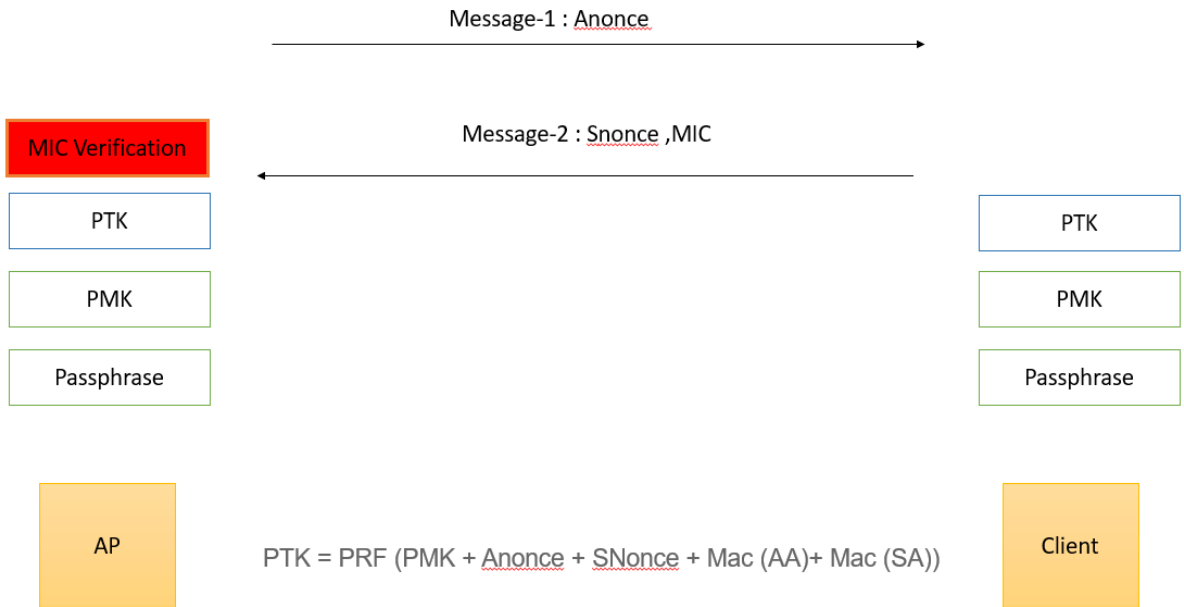 Message-1 : Anonce
MIC Verification
Message-2 : Snonce ,MIC
PTK
PTK
PMK
PMK
Passphrase
Passphrase
AP
PTK = PRF (PMK + Anonce + SNonce + Mac (AA)+ Mac (SA))
Client